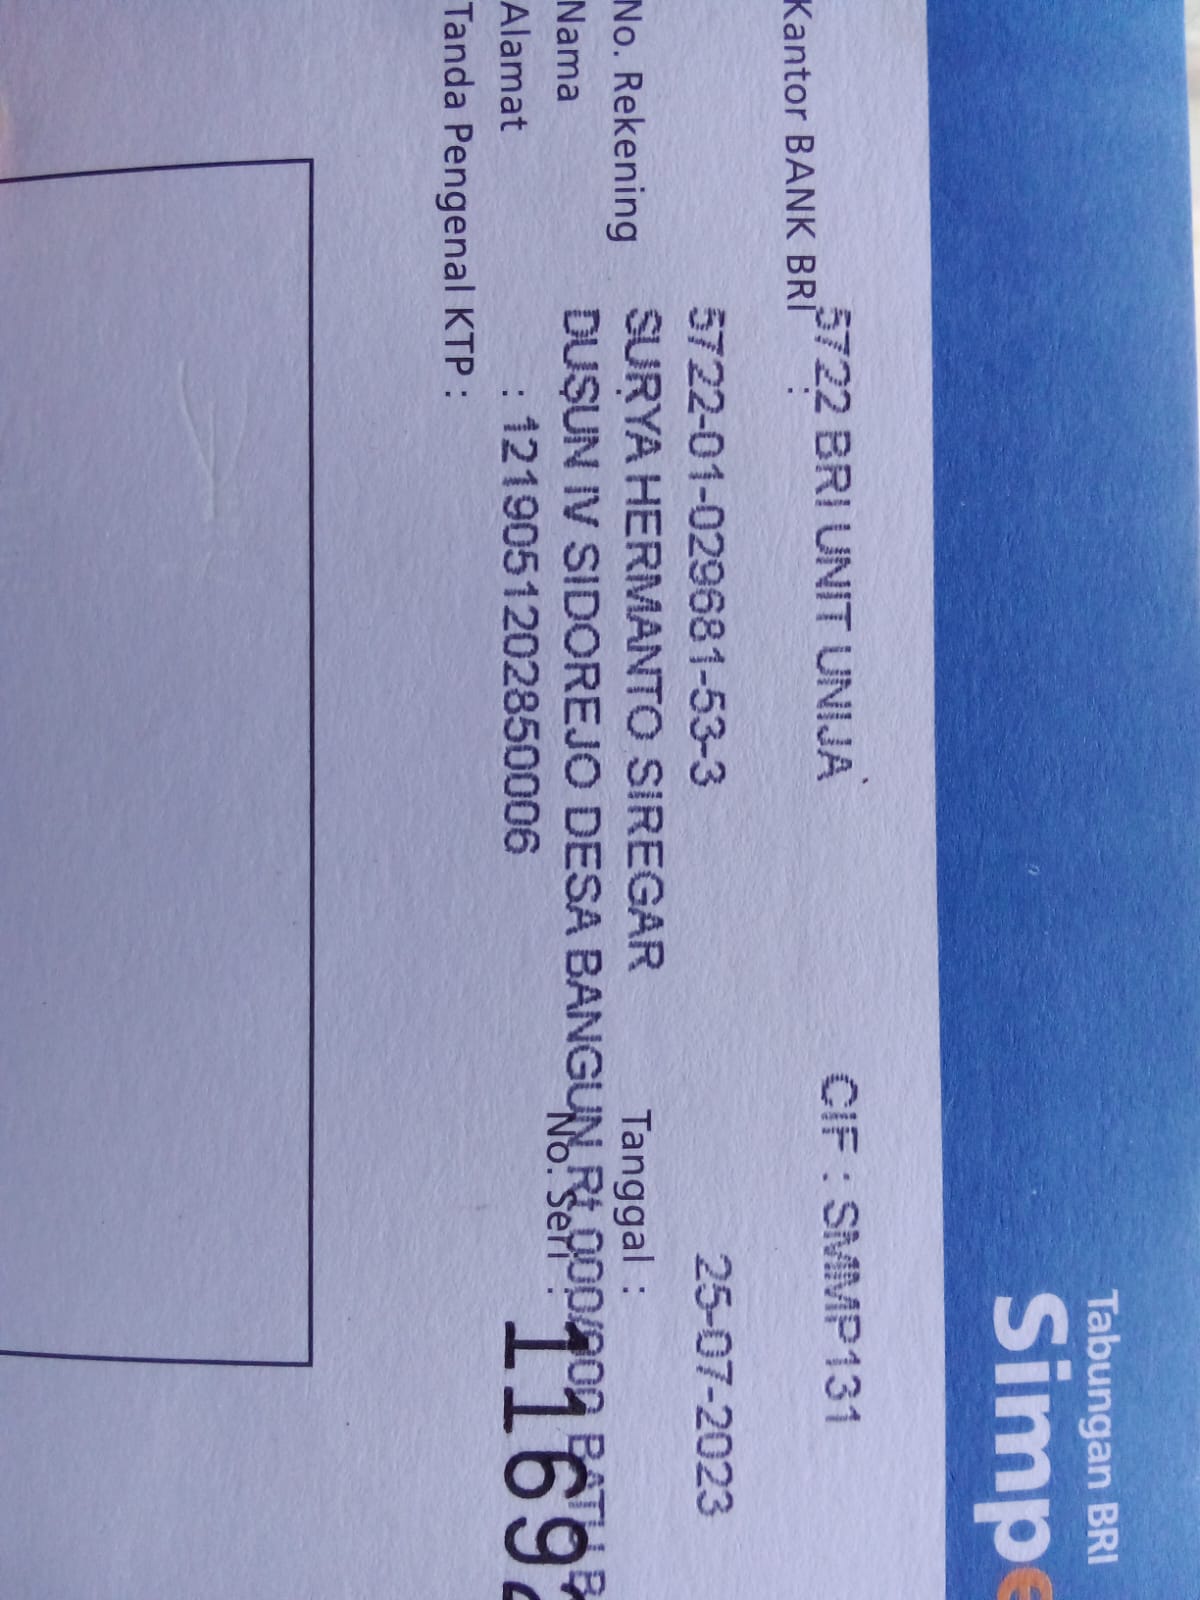 Tabungan BRI
Simpe
5722 BRI UNIT UNIJA
CIF : SMMP131
Kantor BANK BRI :
5722-01-029681-53-3
25-07-2023
No. Rekening
SURYA HERMANTO SIREGAR
Tanggal :
Nama :
DUSUN IV SIDOREJO DESA BANGUN Rt 000/000 BATU B
No. Seri : 11692
Alamat : 1219051202850006
Tanda Pengenal KTP :